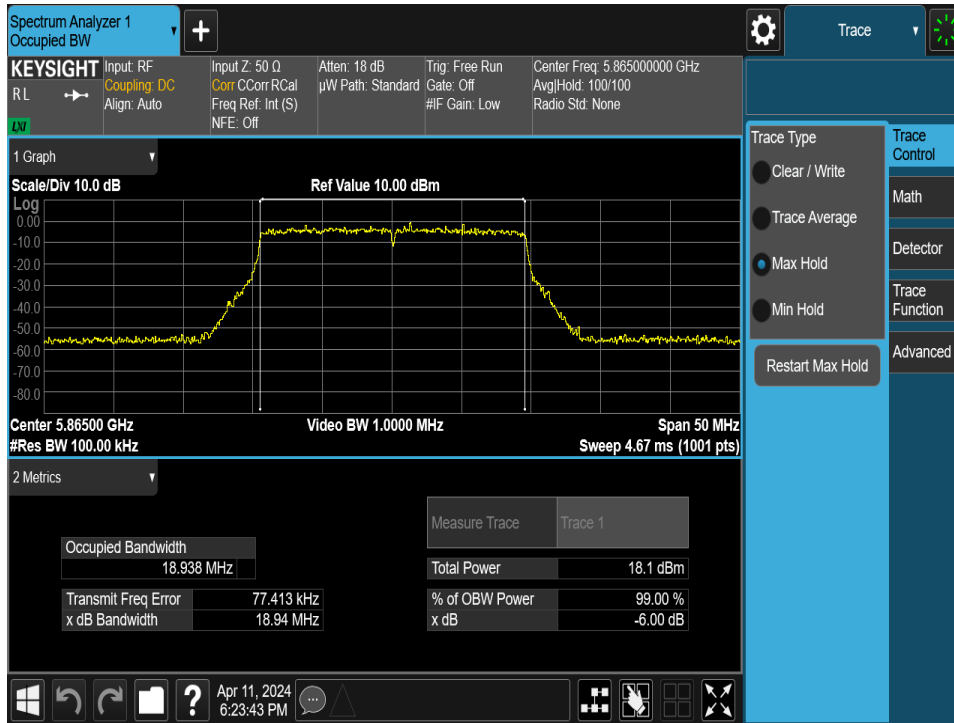 Spectrum Analyzer 1
Occupied BW
+
Trace
KEYSIGHT
R L
LXI
Input: RF
Coupling: DC
Align: Auto
Input Z: 50 Ω
Corr CCorr RCal
Freq Ref: Int (S)
NFE: Off
Atten: 18 dB
µW Path: Standard
Trig: Free Run
Gate: Off
#IF Gain: Low
Center Freq: 5.865000000 GHz
Avg|Hold: 100/100
Radio Std: None
1 Graph
Scale/Div 10.0 dB
Ref Value 10.00 dBm
Log
0.00
-10.0
-20.0
-30.0
-40.0
-50.0
-60.0
-70.0
-80.0
Center 5.86500 GHz
Video BW 1.0000 MHz
Span 50 MHz
#Res BW 100.00 kHz
Sweep 4.67 ms (1001 pts)
2 Metrics
Measure Trace
Trace 1
Occupied Bandwidth
18.938 MHz
Total Power
18.1 dBm
Transmit Freq Error
77.413 kHz
% of OBW Power
99.00 %
x dB Bandwidth
18.94 MHz
x dB
-6.00 dB
Trace Type
Clear / Write
Trace Average
Max Hold
Min Hold
Restart Max Hold
Trace
Control
Math
Detector
Trace
Function
Advanced
?
Apr 11, 2024
6:23:43 PM